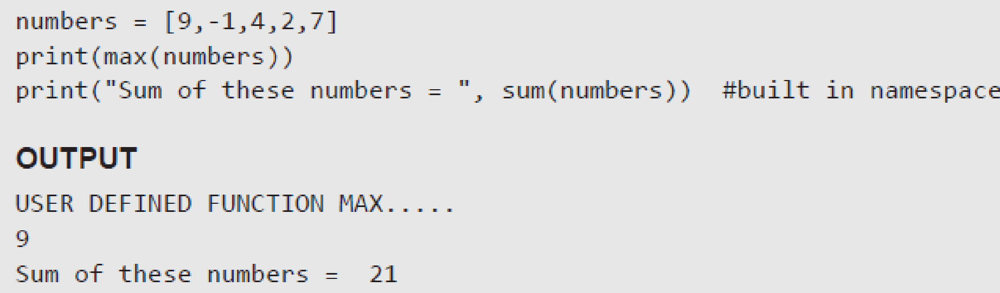 numbers = [9,-1,4,2,7]
print(max(numbers))
print("Sum of these numbers = ", sum(numbers))  #built in namespace
OUTPUT
USER DEFINED FUNCTION MAX.....
9
Sum of these numbers =  21